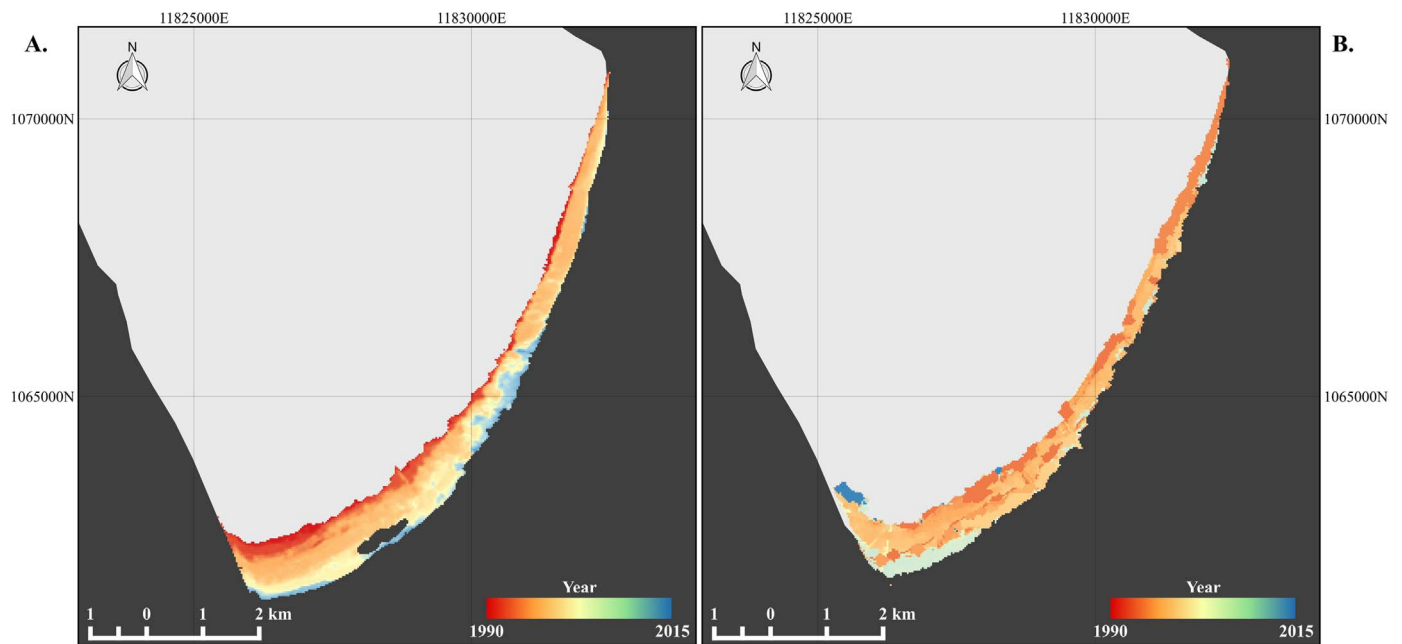 11825000E 11830000E 11825000E 11830000E
A. N N B.
1070000N 1070000N
1065000N 1065000N
Year Year
1 0 1 2 km 1990 2015 1 0 1 2 km 1990 2015